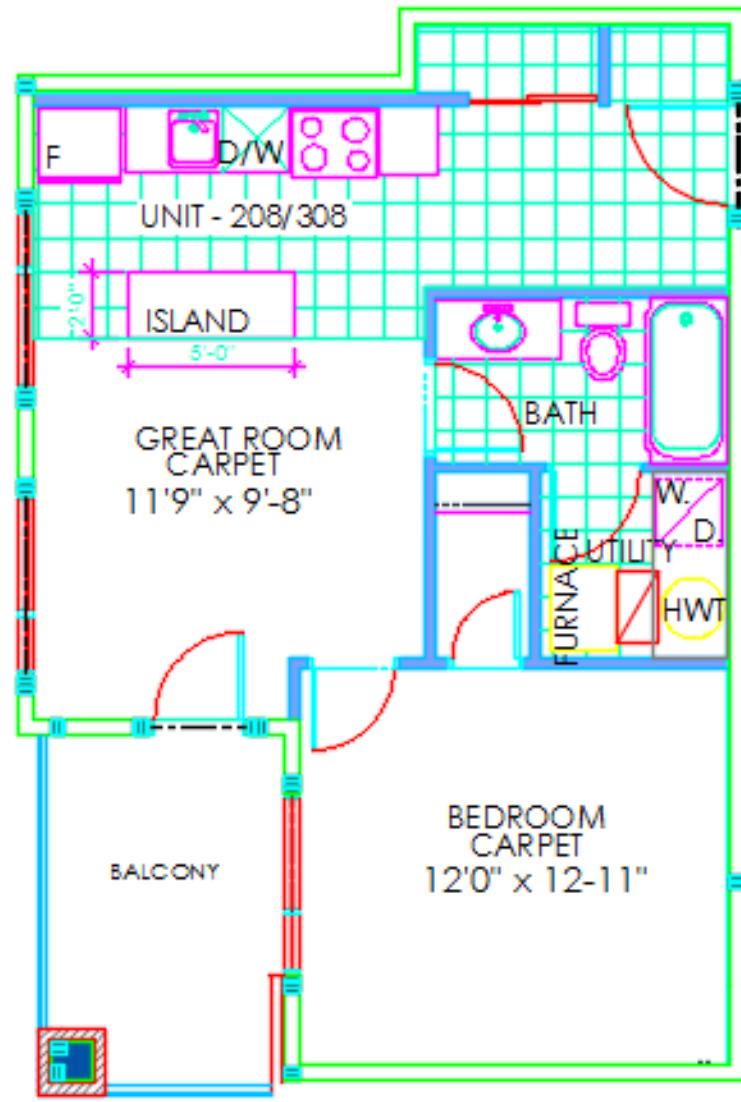 F
D/W
UNIT - 208/308
2'-0"
ISLAND
5'-0"
GREAT ROOM
CARPET
11'9" x 9'-8"
BATH
W.
D.
UTILITY
FURNACE
HWT
BEDROOM
CARPET
12'0" x 12-11"
BALCONY